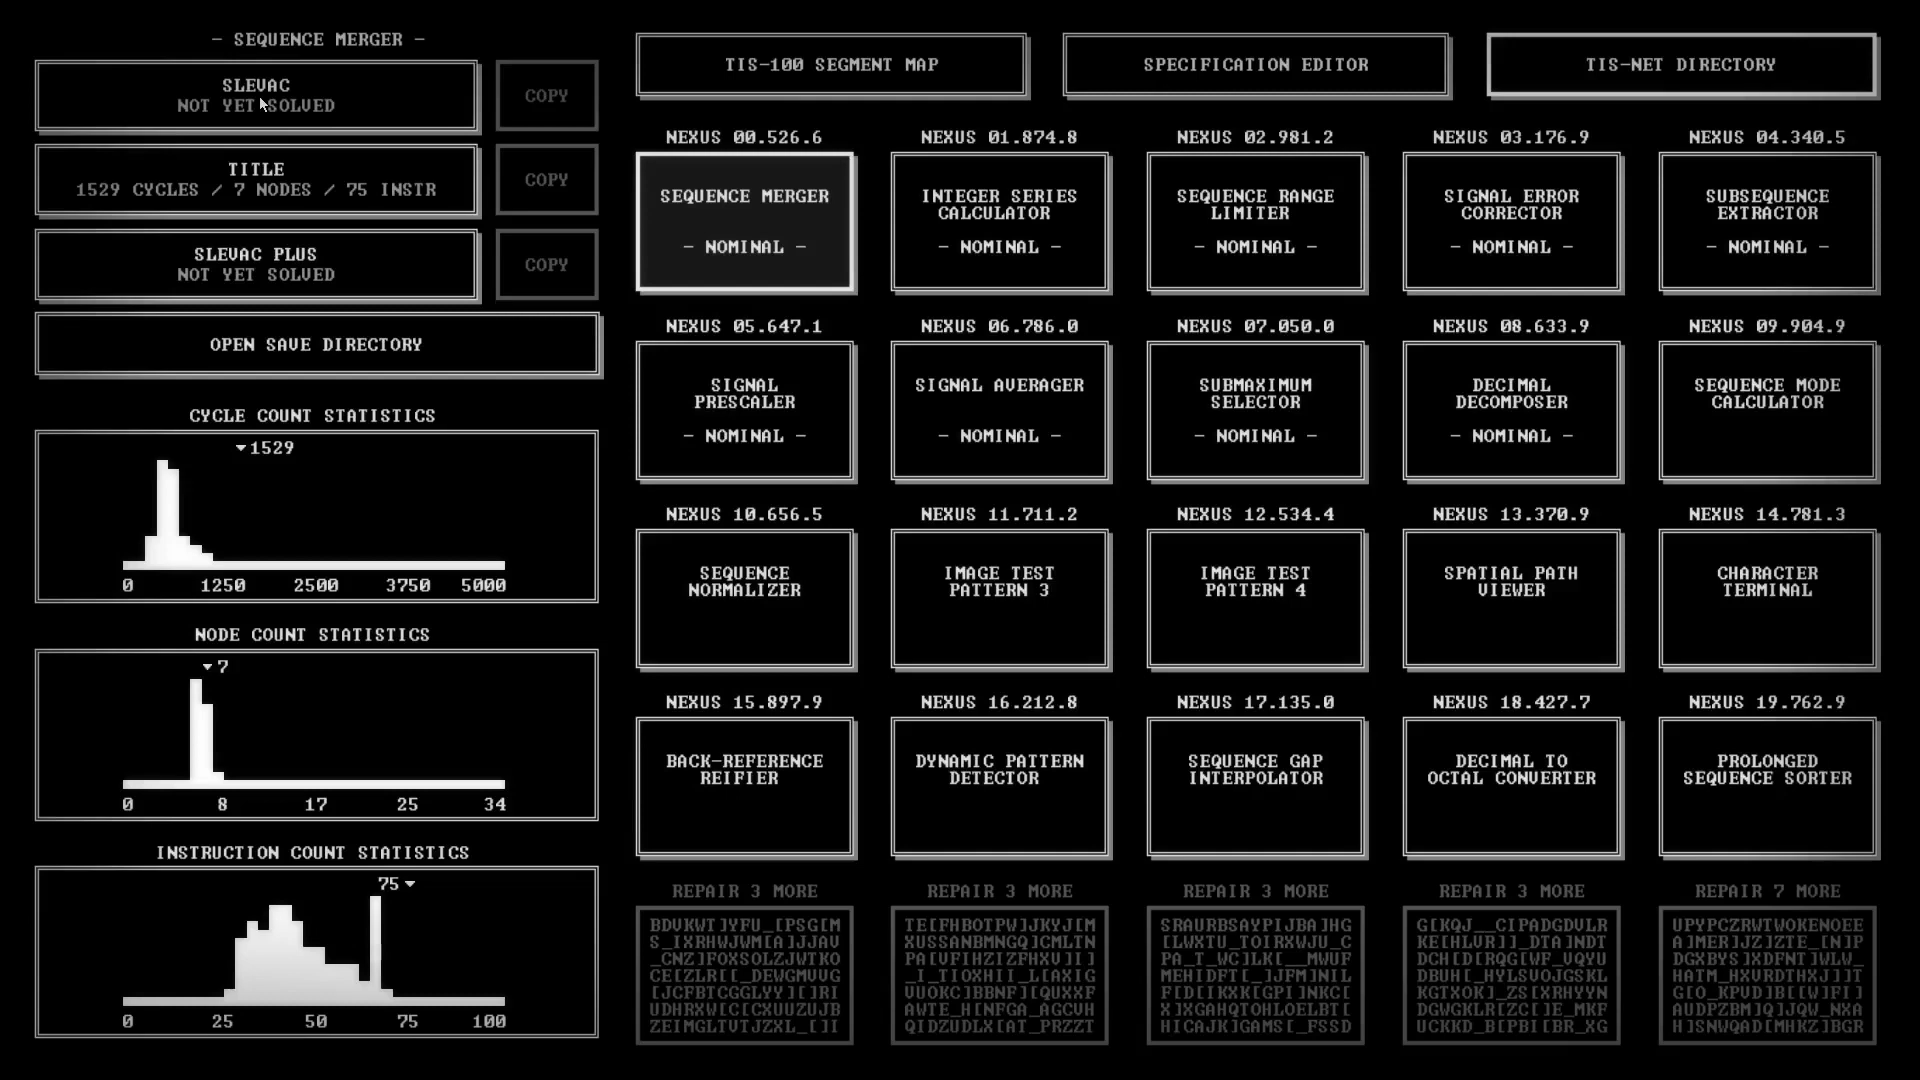 — SEQUENCE MERGER —
SLEVAC
NOT YET SOLVED
COPY
TITLE
1529 CYCLES / 7 NODES / 75 INSTR
COPY
SLEVAC PLUS
NOT YET SOLVED
COPY
OPEN SAVE DIRECTORY
CYCLE COUNT STATISTICS
1529
0 1250 2500 3750 5000
NODE COUNT STATISTICS
7
0 8 17 25 34
INSTRUCTION COUNT STATISTICS
75
0 25 50 75 100
TIS-100 SEGMENT MAP
SPECIFICATION EDITOR
TIS-NET DIRECTORY
NEXUS 00.526.6
SEQUENCE MERGER
— NOMINAL —
NEXUS 01.874.8
INTEGER SERIES
CALCULATOR
— NOMINAL —
NEXUS 02.981.2
SEQUENCE RANGE
LIMITER
— NOMINAL —
NEXUS 03.176.9
SIGNAL ERROR
CORRECTOR
— NOMINAL —
NEXUS 04.340.5
SUBSEQUENCE
EXTRACTOR
— NOMINAL —
NEXUS 05.647.1
SIGNAL
PRESCALER
— NOMINAL —
NEXUS 06.786.0
SIGNAL AVERAGER
— NOMINAL —
NEXUS 07.050.0
SUBMAXIMUM
SELECTOR
— NOMINAL —
NEXUS 08.633.9
DECIMAL
DECOMPOSER
— NOMINAL —
NEXUS 09.904.9
SEQUENCE MODE
CALCULATOR
NEXUS 10.656.5
SEQUENCE
NORMALIZER
NEXUS 11.711.2
IMAGE TEST
PATTERN 3
NEXUS 12.534.4
IMAGE TEST
PATTERN 4
NEXUS 13.370.9
SPATIAL PATH
VIEWER
NEXUS 14.781.3
CHARACTER
TERMINAL
NEXUS 15.897.9
BACK-REFERENCE
REIFIER
NEXUS 16.212.8
DYNAMIC PATTERN
DETECTOR
NEXUS 17.135.0
SEQUENCE GAP
INTERPOLATOR
NEXUS 18.427.7
DECIMAL TO
OCTAL CONVERTER
NEXUS 19.762.9
PROLONGED
SEQUENCE SORTER
REPAIR 3 MORE
REPAIR 3 MORE
REPAIR 3 MORE
REPAIR 3 MORE
REPAIR 7 MORE